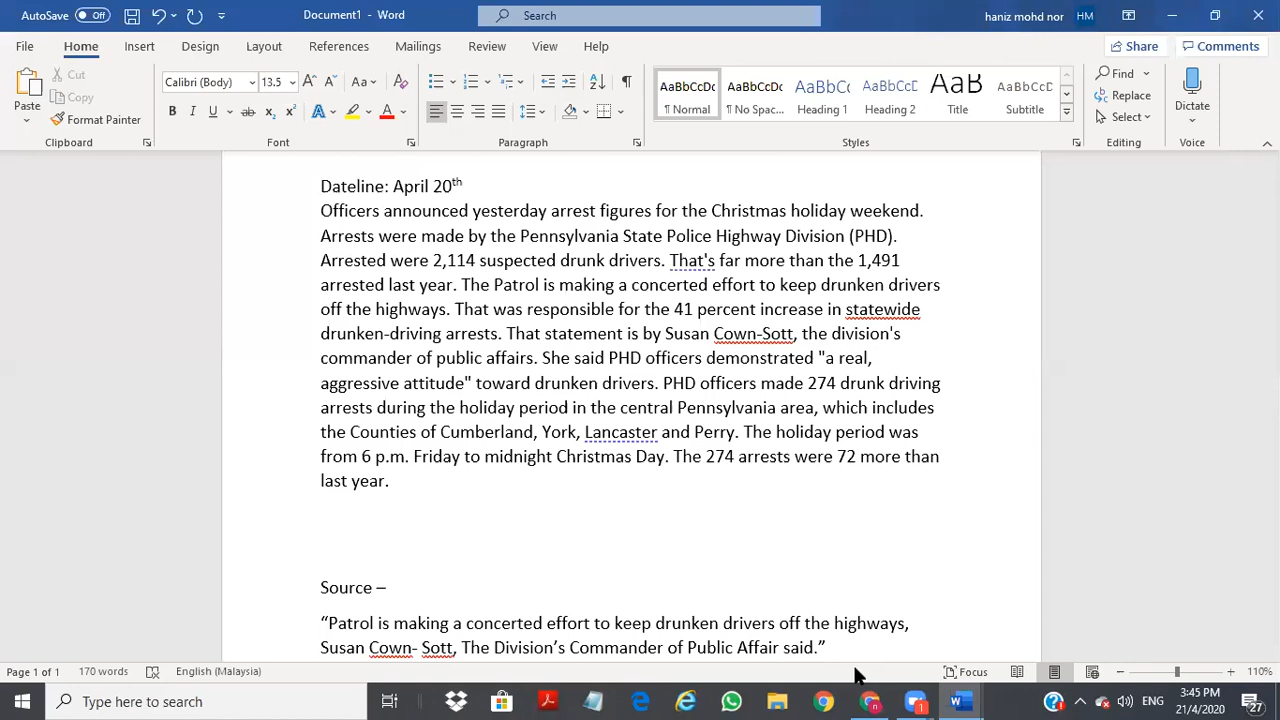 AutoSave Off Document1 - Word Search haniz mohd nor HM
File Home Insert Design Layout References Mailings Review View Help Share Comments
Paste Cut Copy Format Painter Clipboard
Calibri (Body) 13.5 Font
Paragraph
AaBbCcDc ¶ Normal AaBbCcDc ¶ No Spac... AaBbCc Heading 1 AaBbCcC Heading 2 AaB Title AaBbCcC Subtitle Styles
Find Replace Select Editing
Dictate Voice
Dateline: April 20th
Officers announced yesterday arrest figures for the Christmas holiday weekend.
Arrests were made by the Pennsylvania State Police Highway Division (PHD).
Arrested were 2,114 suspected drunk drivers. That's far more than the 1,491
arrested last year. The Patrol is making a concerted effort to keep drunken drivers
off the highways. That was responsible for the 41 percent increase in statewide
drunken-driving arrests. That statement is by Susan Cown-Sott, the division's
commander of public affairs. She said PHD officers demonstrated "a real,
aggressive attitude" toward drunken drivers. PHD officers made 274 drunk driving
arrests during the holiday period in the central Pennsylvania area, which includes
the Counties of Cumberland, York, Lancaster and Perry. The holiday period was
from 6 p.m. Friday to midnight Christmas Day. The 274 arrests were 72 more than
last year.
Source –
“Patrol is making a concerted effort to keep drunken drivers off the highways,
Susan Cown- Sott, The Division’s Commander of Public Affair said.”
Page 1 of 1 170 words English (Malaysia) Focus 110%
Type here to search ENG 3:45 PM 21/4/2020 27